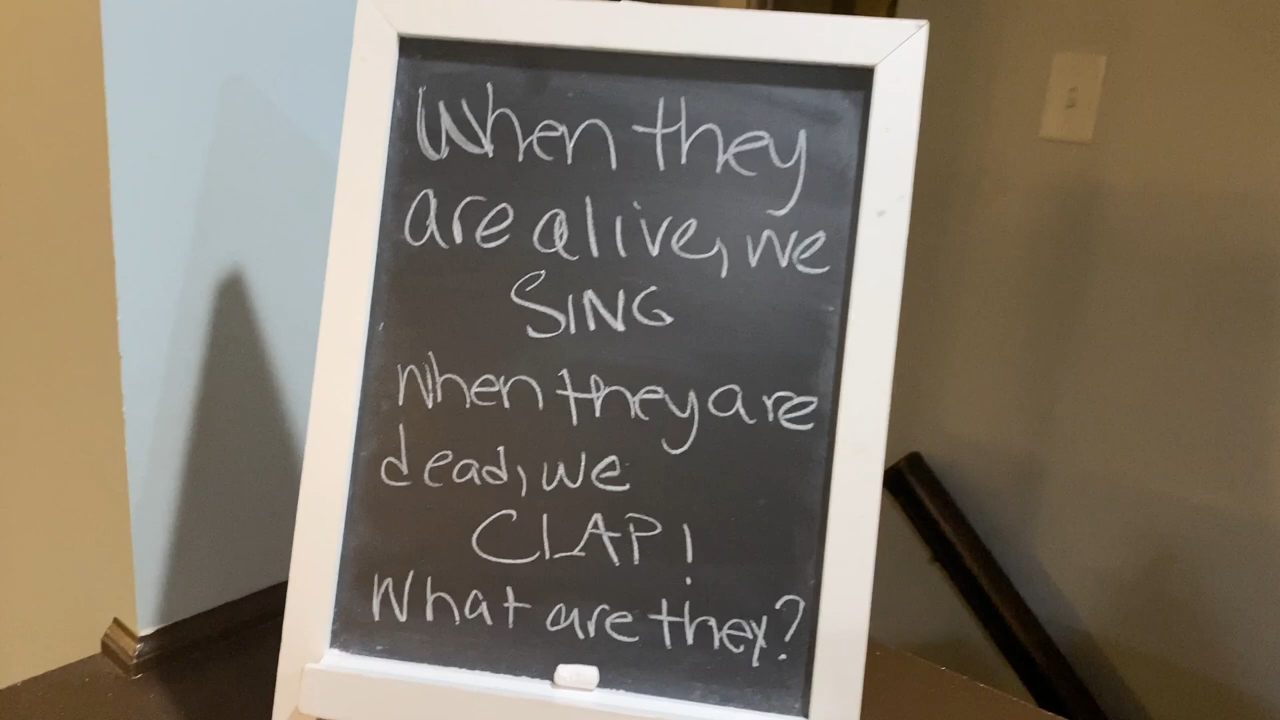 When they
are alive, we
SING
When they are
dead, we
CLAP!
What are they?